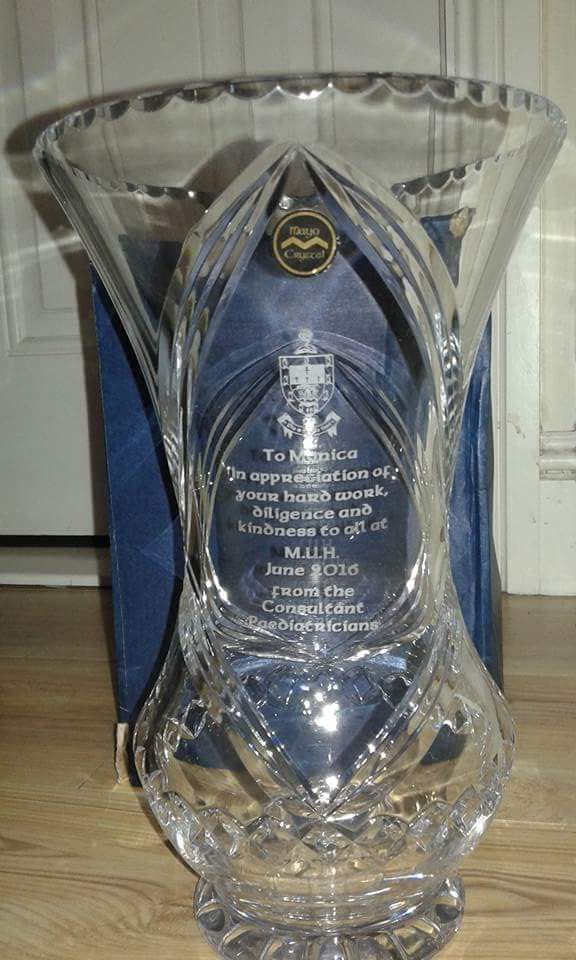 Mayo
Crystal
To Monica
In appreciation of
your hard work,
diligence and
kindness to all at
M.U.H.
June 2016
from the
Consultant
Paediatricians